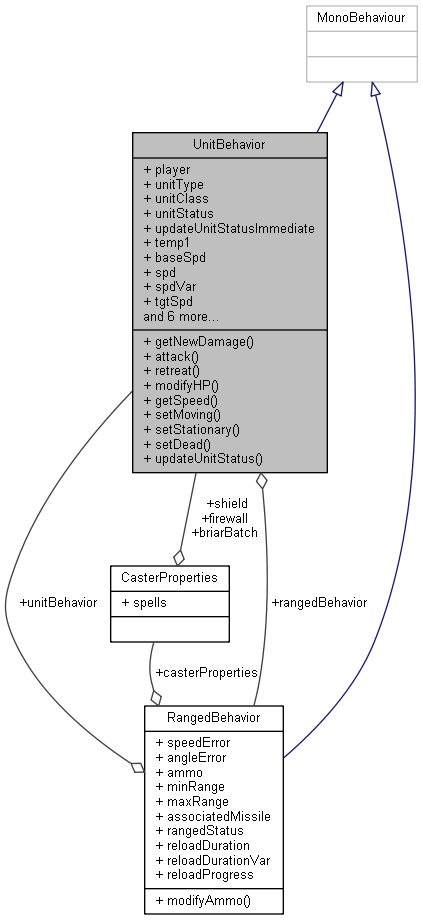 MonoBehaviour
UnitBehavior
+ player
+ unitType
+ unitClass
+ unitStatus
+ updateUnitStatusImmediate
+ temp1
+ baseSpd
+ spd
+ spdVar
+ tgtSpd
and 6 more...
+ getNewDamage()
+ attack()
+ retreat()
+ modifyHP()
+ getSpeed()
+ setMoving()
+ setStationary()
+ setDead()
+ updateUnitStatus()
+shield
+firewall
+briarBatch
CasterProperties
+ spells
+unitBehavior
+rangedBehavior
+casterProperties
RangedBehavior
+ speedError
+ angleError
+ ammo
+ minRange
+ maxRange
+ associatedMissile
+ rangedStatus
+ reloadDuration
+ reloadDurationVar
+ reloadProgress
+ modifyAmmo()